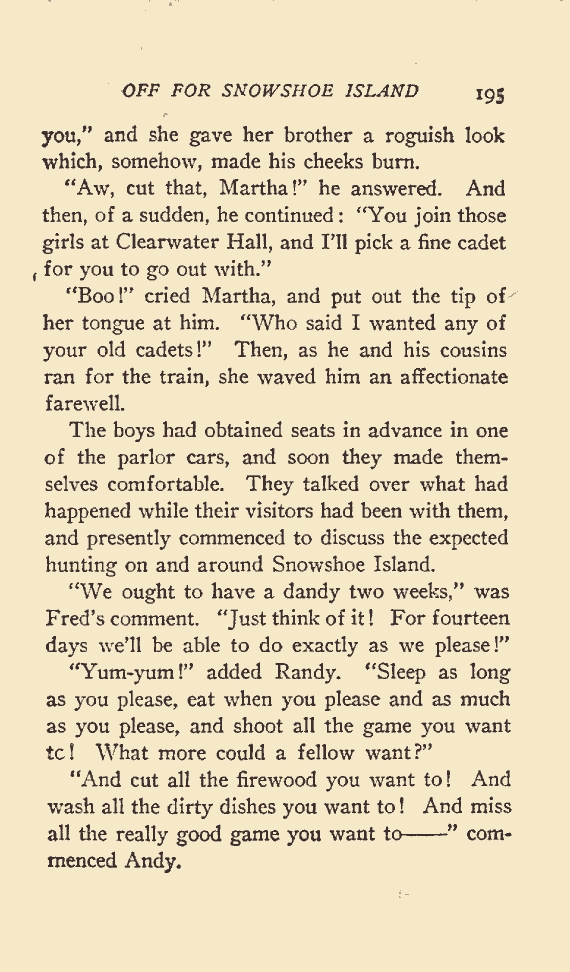 OFF FOR SNOWSHOE ISLAND 195
you,” and she gave her brother a roguish look
which, somehow, made his cheeks burn.
“Aw, cut that, Martha!” he answered. And
then, of a sudden, he continued: “You join those
girls at Clearwater Hall, and I’ll pick a fine cadet
for you to go out with.”
“Boo!” cried Martha, and put out the tip of
her tongue at him. “Who said I wanted any of
your old cadets!” Then, as he and his cousins
ran for the train, she waved him an affectionate
farewell.
The boys had obtained seats in advance in one
of the parlor cars, and soon they made them-
selves comfortable. They talked over what had
happened while their visitors had been with them,
and presently commenced to discuss the expected
hunting on and around Snowshoe Island.
“We ought to have a dandy two weeks,” was
Fred’s comment. “Just think of it! For fourteen
days we’ll be able to do exactly as we please!”
“Yum-yum!” added Randy. “Sleep as long
as you please, eat when you please and as much
as you please, and shoot all the game you want
to! What more could a fellow want?”
“And cut all the firewood you want to! And
wash all the dirty dishes you want to! And miss
all the really good game you want to——” com-
menced Andy.